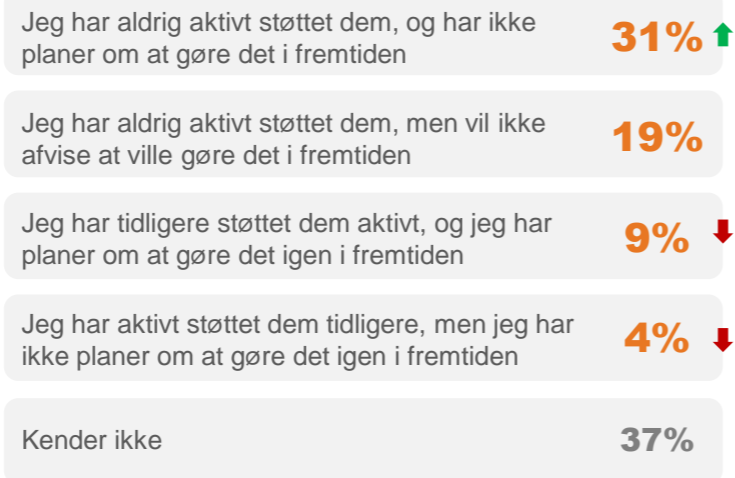 Jeg har aldrig aktivt støttet dem, og har ikke
planer om at gøre det i fremtiden
31%
Jeg har aldrig aktivt støttet dem, men vil ikke
afvise at ville gøre det i fremtiden
19%
Jeg har tidligere støttet dem aktivt, og jeg har
planer om at gøre det igen i fremtiden
9%
Jeg har aktivt støttet dem tidligere, men jeg har
ikke planer om at gøre det igen i fremtiden
4%
Kender ikke
37%